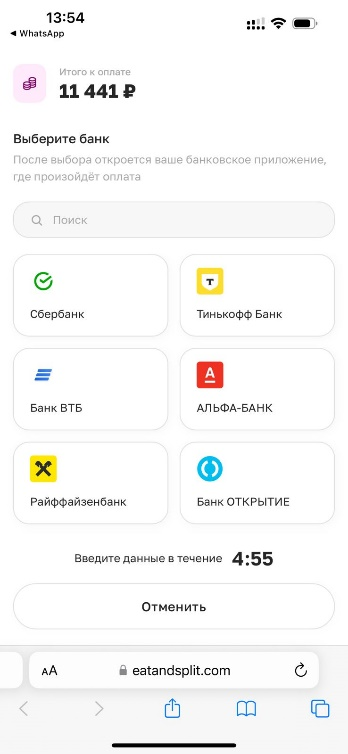 13:54
◀ WhatsApp
Итого к оплате
11 441 ₽
Выберите банк
После выбора откроется ваше банковское приложение,
где произойдёт оплата
Поиск
Сбербанк
Т
Тинькофф Банк
Банк ВТБ
А
АЛЬФА-БАНК
Райффайзенбанк
Банк ОТКРЫТИЕ
Введите данные в течение 4:55
Отменить
AA eatandsplit.com